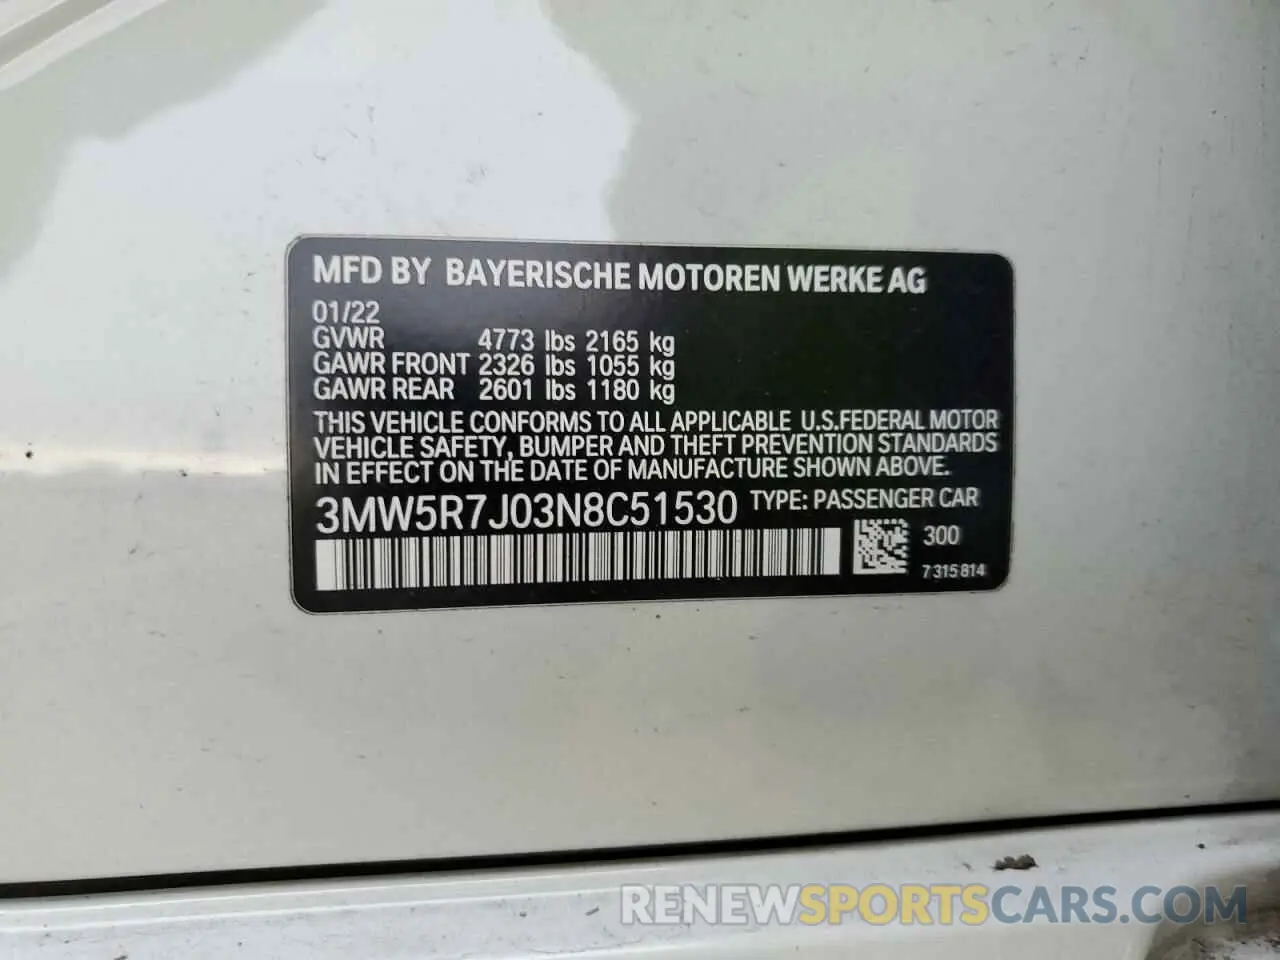 MFD BY BAYERISCHE MOTOREN WERKE AG
01/22
GVWR 4773 lbs 2165 kg
GAWR FRONT 2326 lbs 1055 kg
GAWR REAR 2601 lbs 1180 kg
THIS VEHICLE CONFORMS TO ALL APPLICABLE U.S.FEDERAL MOTOR
VEHICLE SAFETY, BUMPER AND THEFT PREVENTION STANDARDS
IN EFFECT ON THE DATE OF MANUFACTURE SHOWN ABOVE.
3MW5R7J03N8C51530 TYPE: PASSENGER CAR
300
7 315 814
RENEWSPORTSCARS.COM